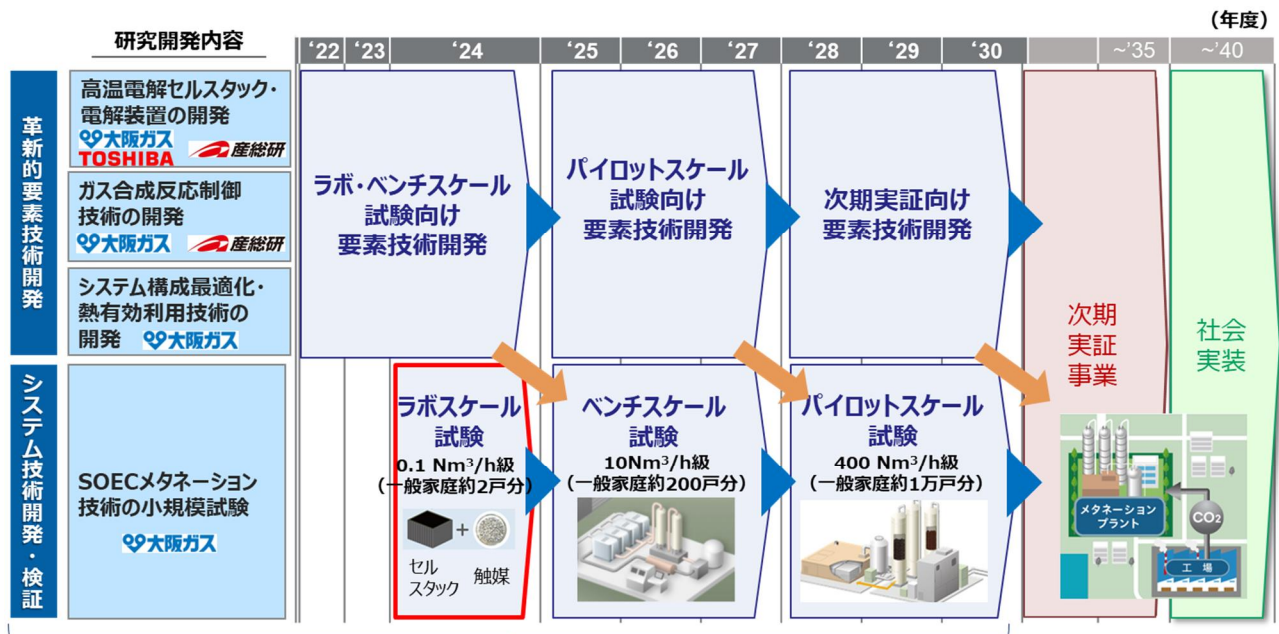 (年度)
研究開発内容
‘22 ‘23 ‘24 ‘25 ‘26 ‘27 ‘28 ‘29 ‘30 ~’35 ~’40
革新的要素技術開発
高温電解セルスタック・
電解装置の開発
大阪ガス
TOSHIBA 産総研
ガス合成反応制御
技術の開発
大阪ガス 産総研
システム構成最適化・
熱有効利用技術の
開発 大阪ガス
ラボ・ベンチスケール
試験向け
要素技術開発
パイロットスケール
試験向け
要素技術開発
次期実証向け
要素技術開発
次期
実証
事業
社会
実装
システム技術開発・検証
SOECメタネーション
技術の小規模試験
大阪ガス
ラボスケール
試験
0.1 Nm³/h級
(一般家庭約2戸分)
+
セル
スタック
触媒
ベンチスケール
試験
10Nm³/h級
(一般家庭約200戸分)
パイロットスケール
試験
400 Nm³/h級
(一般家庭約1万戸分)
メタネーション
プラント
CO₂
工場